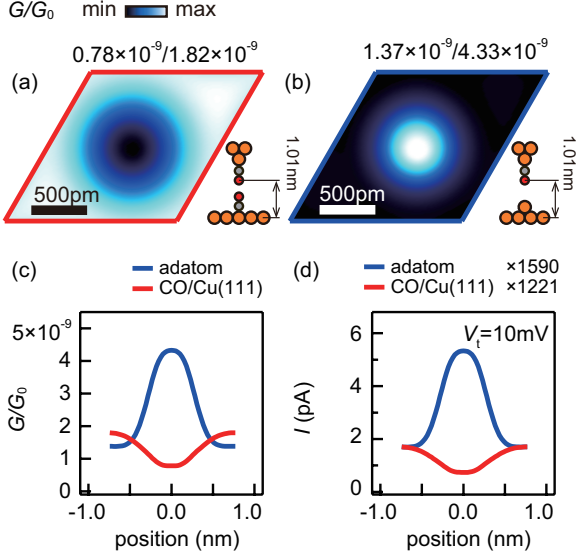 G/G₀ min max
0.78×10⁻⁹/1.82×10⁻⁹
1.37×10⁻⁹/4.33×10⁻⁹
(a)
500pm
1.01nm
(b)
500pm
1.01nm
(c)
adatom
CO/Cu(111)
5×10⁻⁹
4
3
2
1
0
G/G₀
-1.0 0.0 1.0
position (nm)
(d)
adatom ×1590
CO/Cu(111) ×1221
Vₜ=10mV
6
4
2
0
I (pA)
-1.0 0.0 1.0
position (nm)